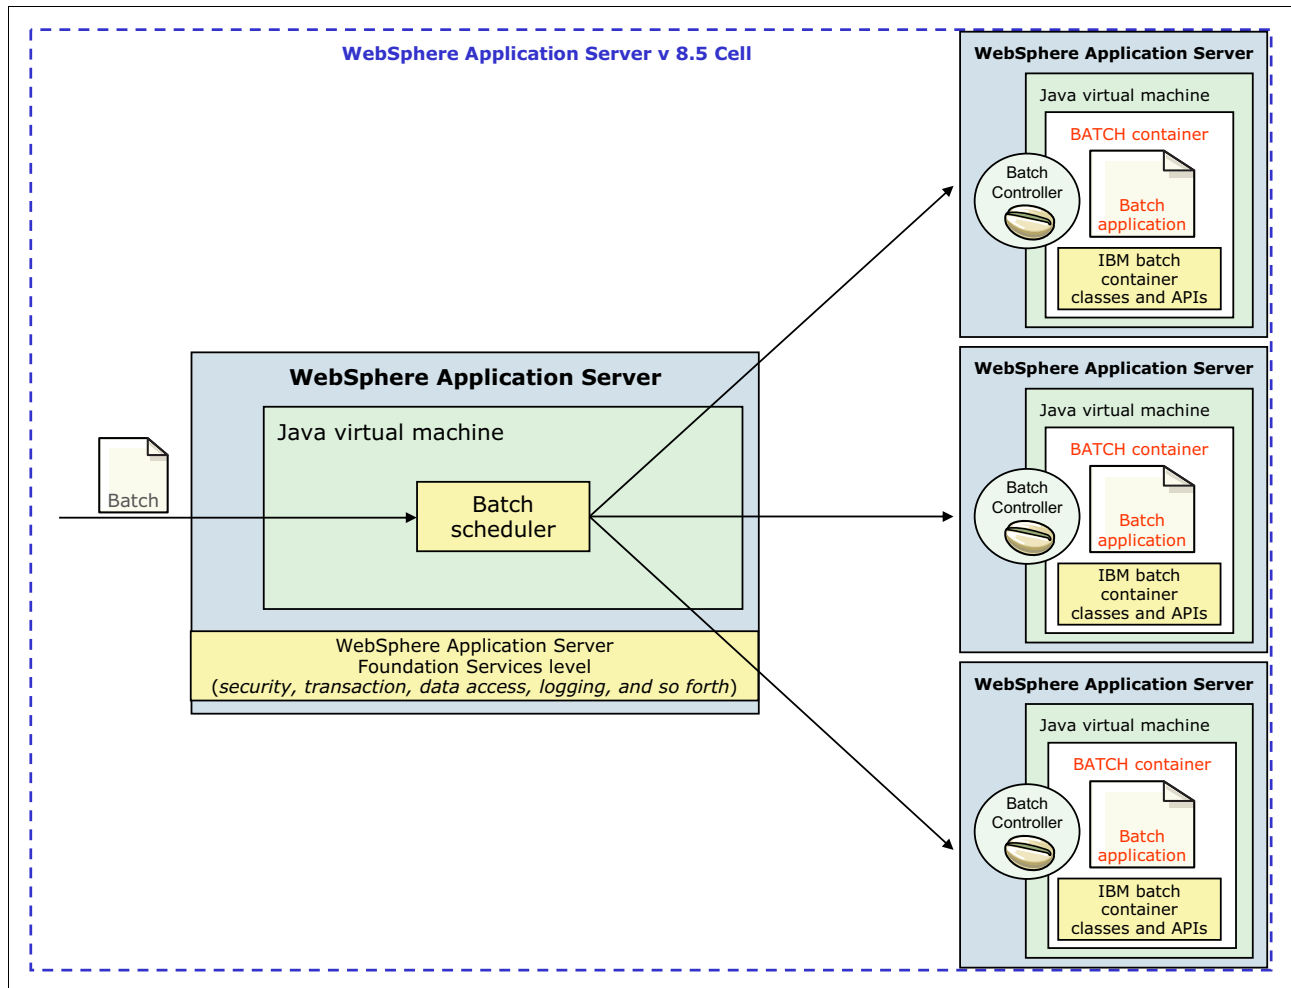 WebSphere Application Server v 8.5 Cell
Batch
WebSphere Application Server
Java virtual machine
Batch
scheduler
WebSphere Application Server
Foundation Services level
(security, transaction, data access, logging, and so forth)
WebSphere Application Server
Java virtual machine
BATCH container
Batch
Controller
Batch
application
IBM batch
container
classes and APIs
WebSphere Application Server
Java virtual machine
BATCH container
Batch
Controller
Batch
application
IBM batch
container
classes and APIs
WebSphere Application Server
Java virtual machine
BATCH container
Batch
Controller
Batch
application
IBM batch
container
classes and APIs